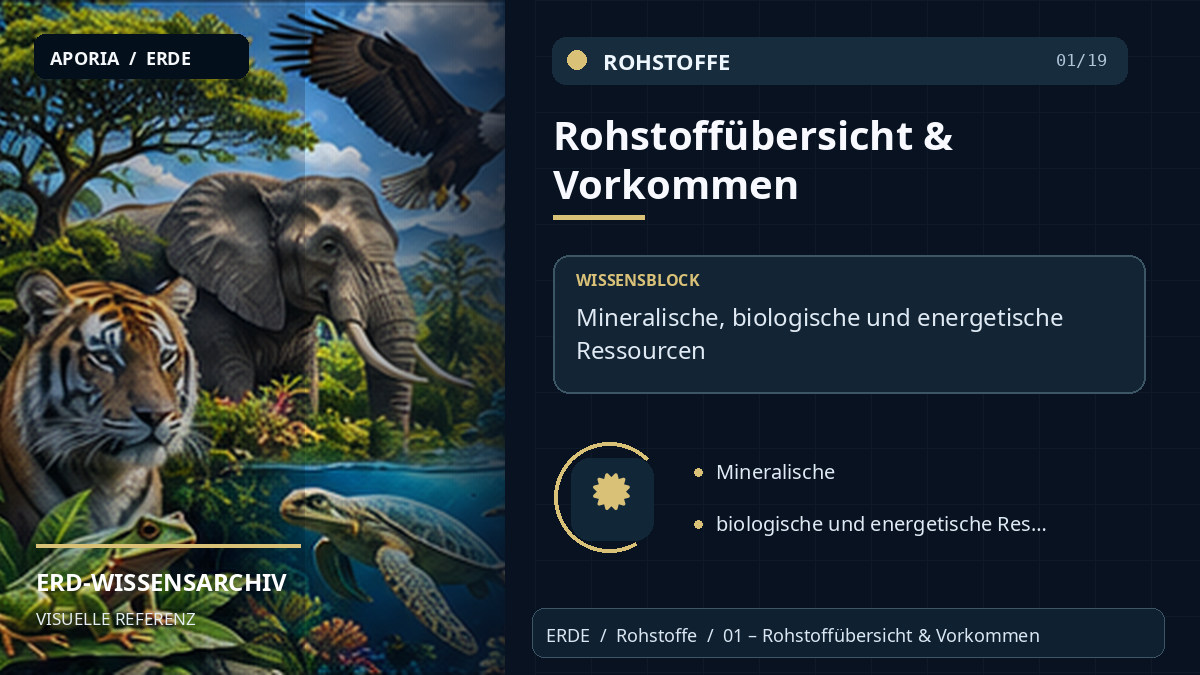 APORIA / ERDE
ERD-WISSENSARCHIV
VISUELLE REFERENZ
ROHSTOFFE
01/19
Rohstoffübersicht &
Vorkommen
WISSENSBLOCK
Mineralische, biologische und energetische
Ressourcen
Mineralische
biologische und energetische Res…
ERDE / Rohstoffe / 01 – Rohstoffübersicht & Vorkommen